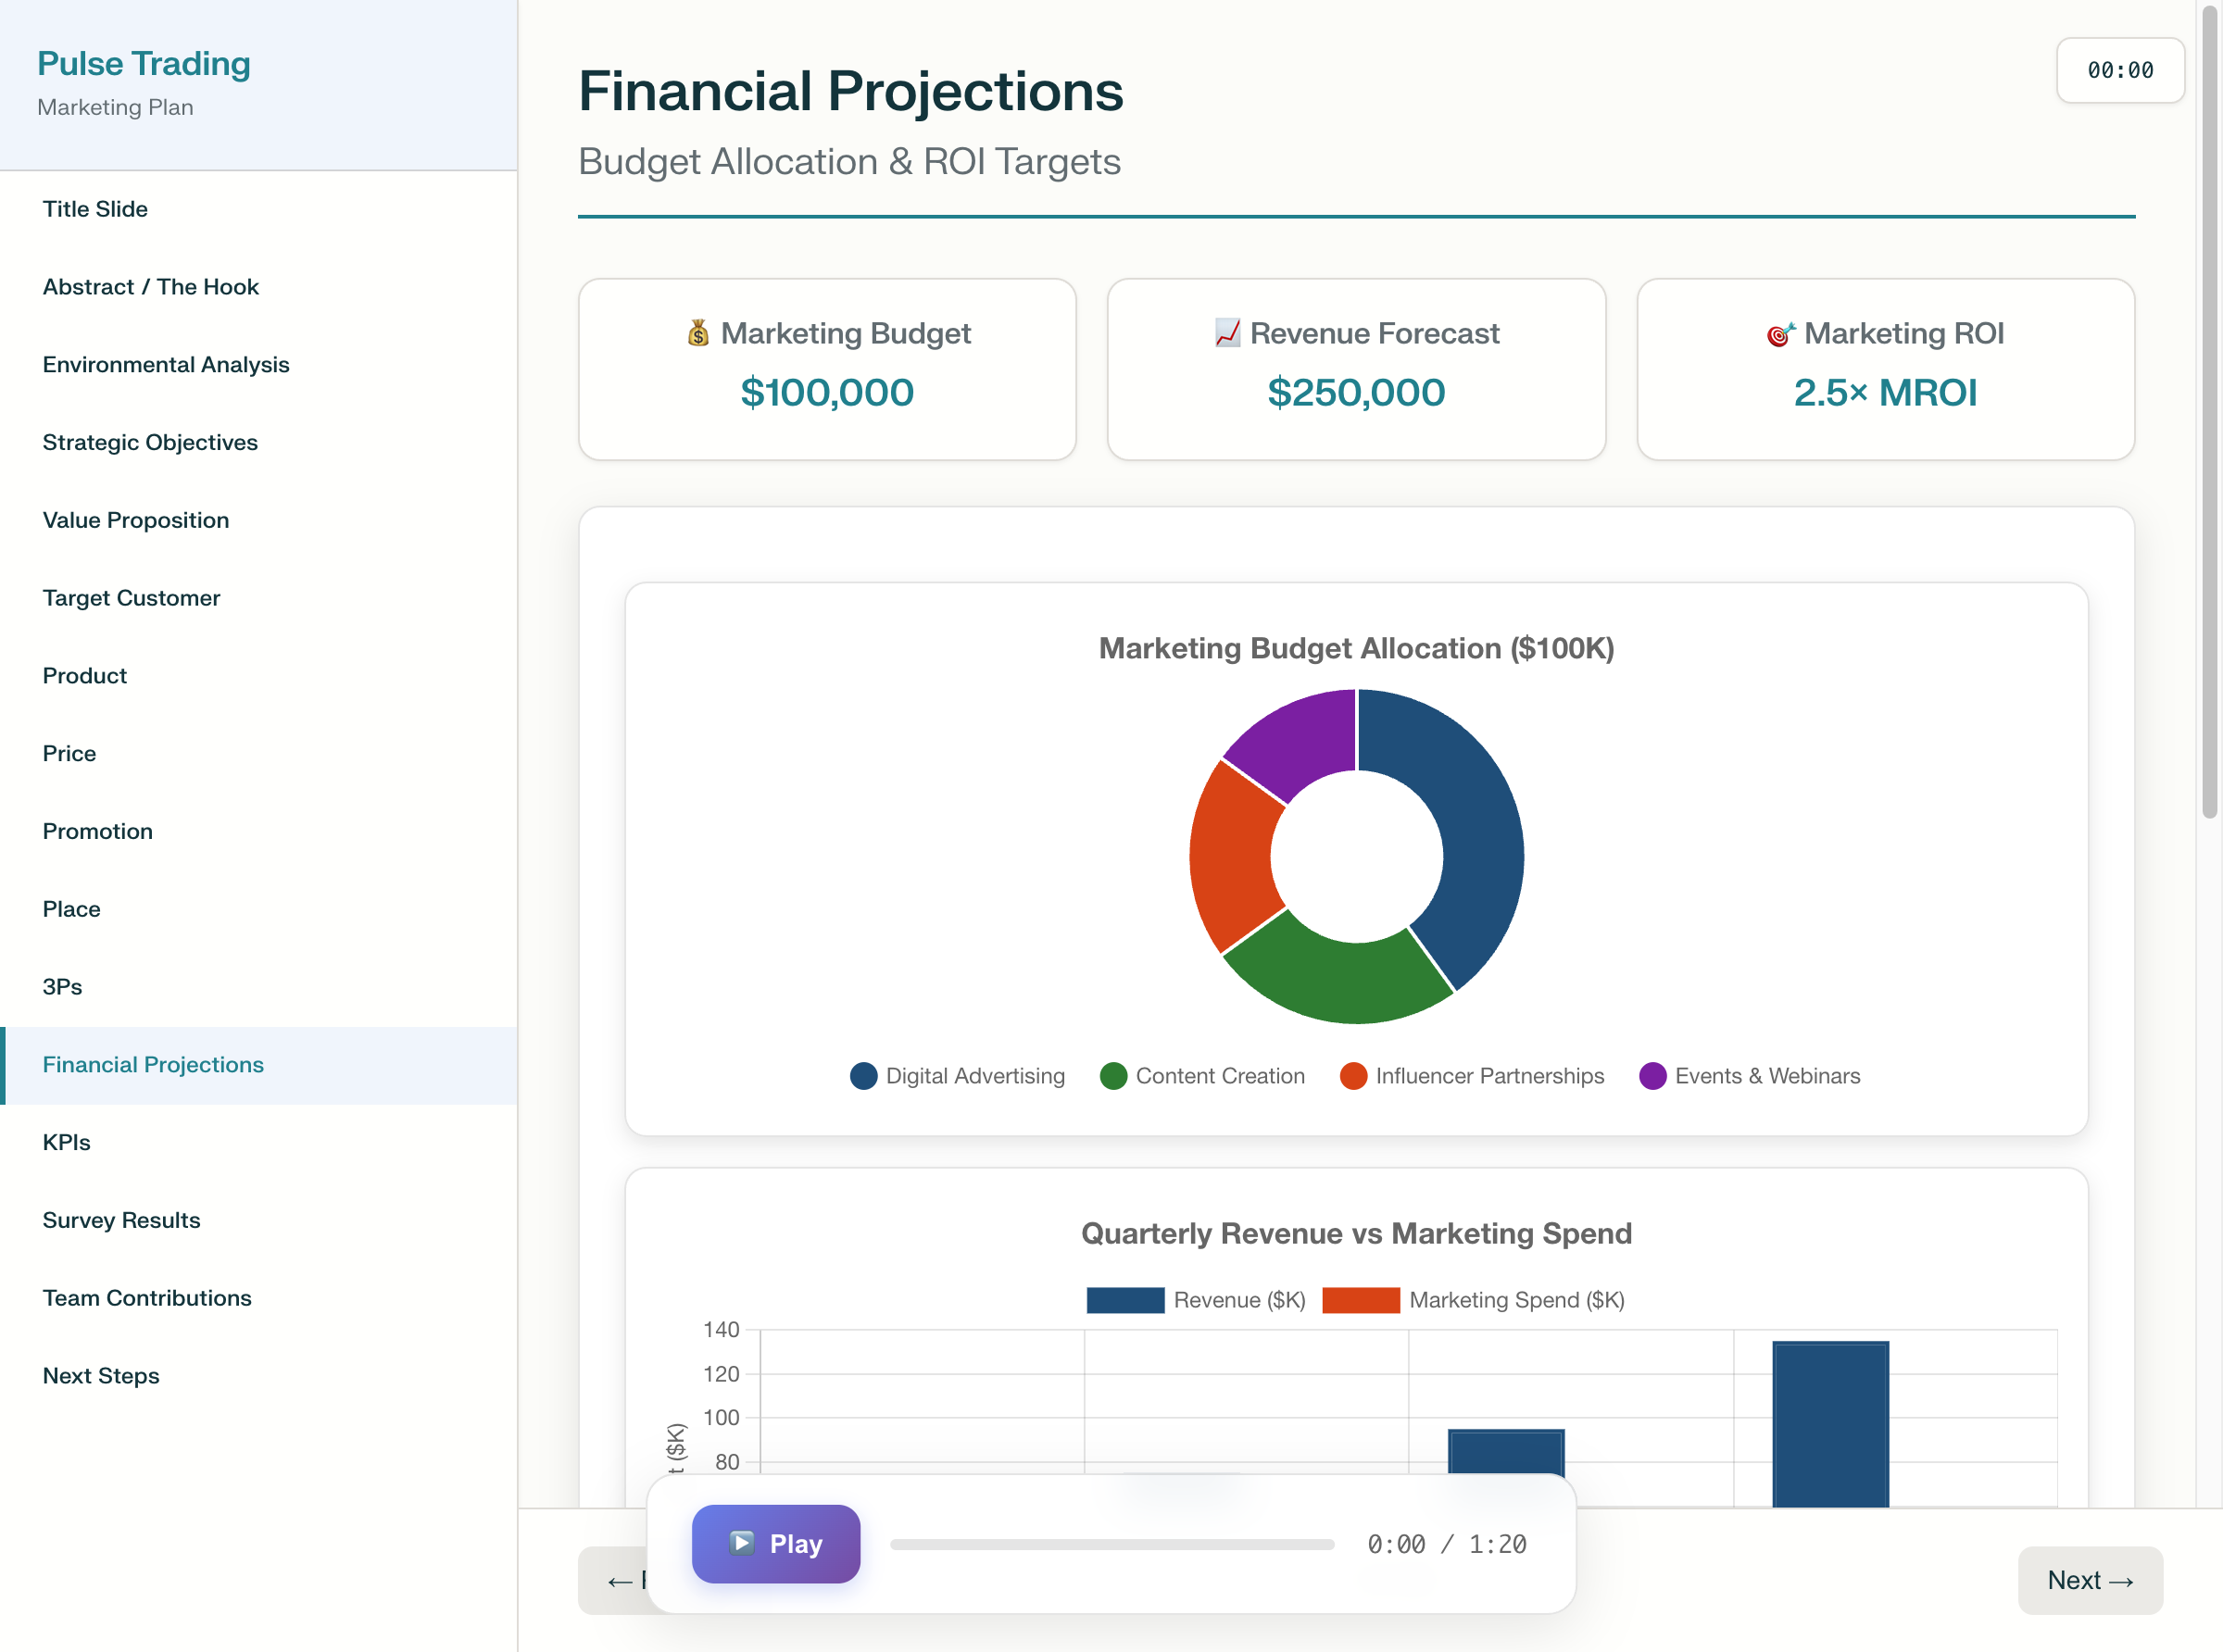 Pulse Trading
Marketing Plan
Title Slide
Abstract / The Hook
Environmental Analysis
Strategic Objectives
Value Proposition
Target Customer
Product
Price
Promotion
Place
3Ps
Financial Projections
KPIs
Survey Results
Team Contributions
Next Steps
00:00
Financial Projections
Budget Allocation & ROI Targets
💰 Marketing Budget
$100,000
📈 Revenue Forecast
$250,000
🎯 Marketing ROI
2.5× MROI
Marketing Budget Allocation ($100K)
Digital Advertising
Content Creation
Influencer Partnerships
Events & Webinars
Quarterly Revenue vs Marketing Spend
Revenue ($K)
Marketing Spend ($K)
140
120
100
80
($K)
▶️ Play
0:00 / 1:20
←
Next →